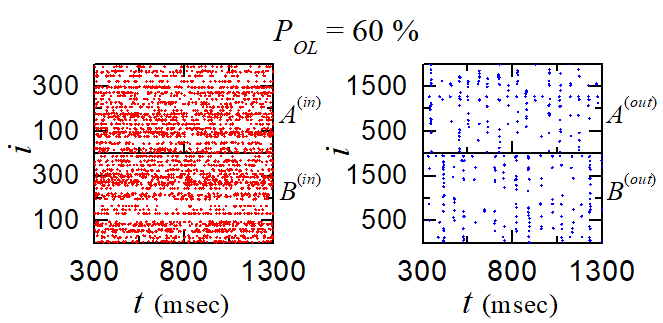 P_OL = 60 %
300
100
300
100
i
A^(in)
B^(in)
300 800 1300
t (msec)
1500
500
1500
500
i
A^(out)
B^(out)
300 800 1300
t (msec)